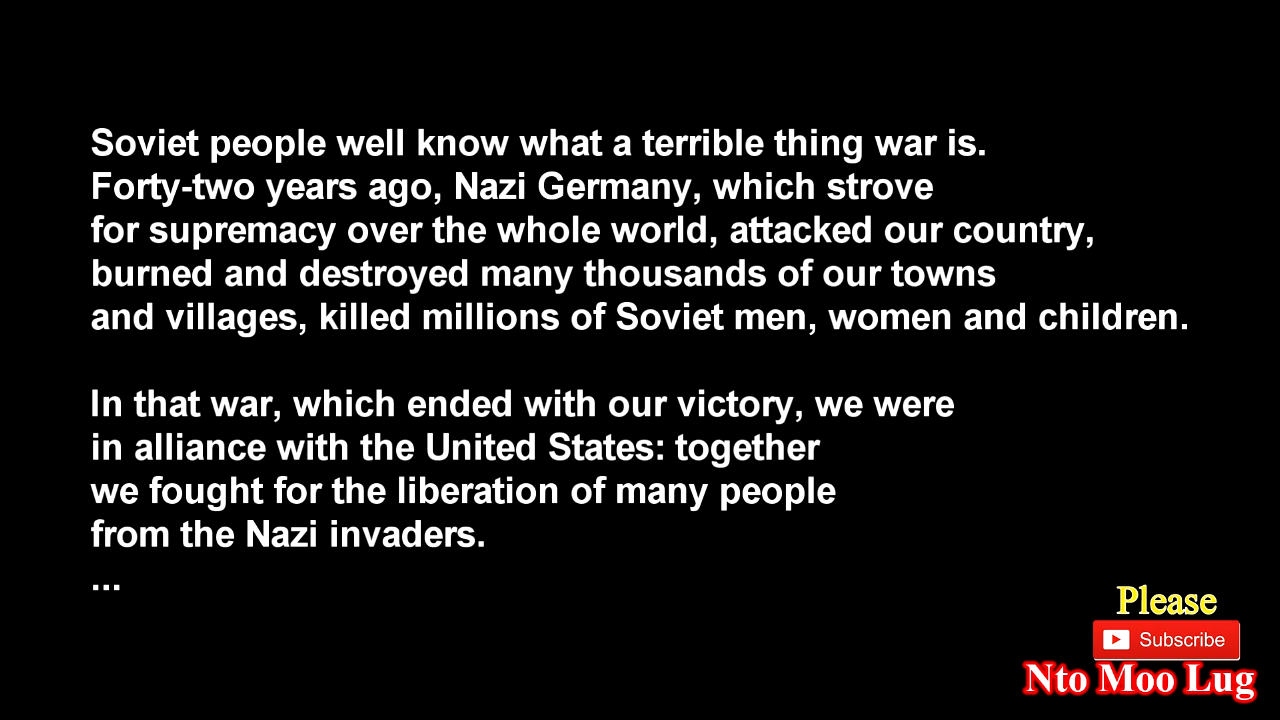 Soviet people well know what a terrible thing war is.
Forty-two years ago, Nazi Germany, which strove
for supremacy over the whole world, attacked our country,
burned and destroyed many thousands of our towns
and villages, killed millions of Soviet men, women and children.
In that war, which ended with our victory, we were
in alliance with the United States: together
we fought for the liberation of many people
from the Nazi invaders.
...
Please
Subscribe
Nto Moo Lug